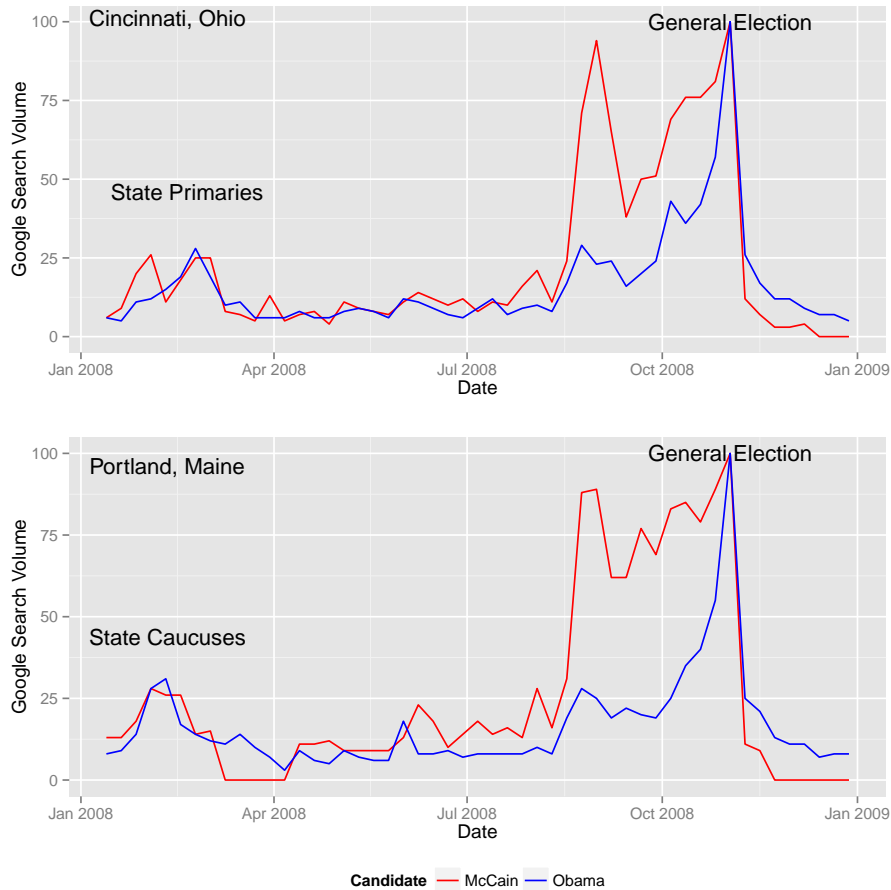 Cincinnati, Ohio
General Election
State Primaries
Google Search Volume
100
75
50
25
0
Jan 2008 Apr 2008 Jul 2008 Oct 2008 Jan 2009
Date
Portland, Maine
General Election
State Caucuses
Google Search Volume
100
75
50
25
0
Jan 2008 Apr 2008 Jul 2008 Oct 2008 Jan 2009
Date
Candidate McCain Obama